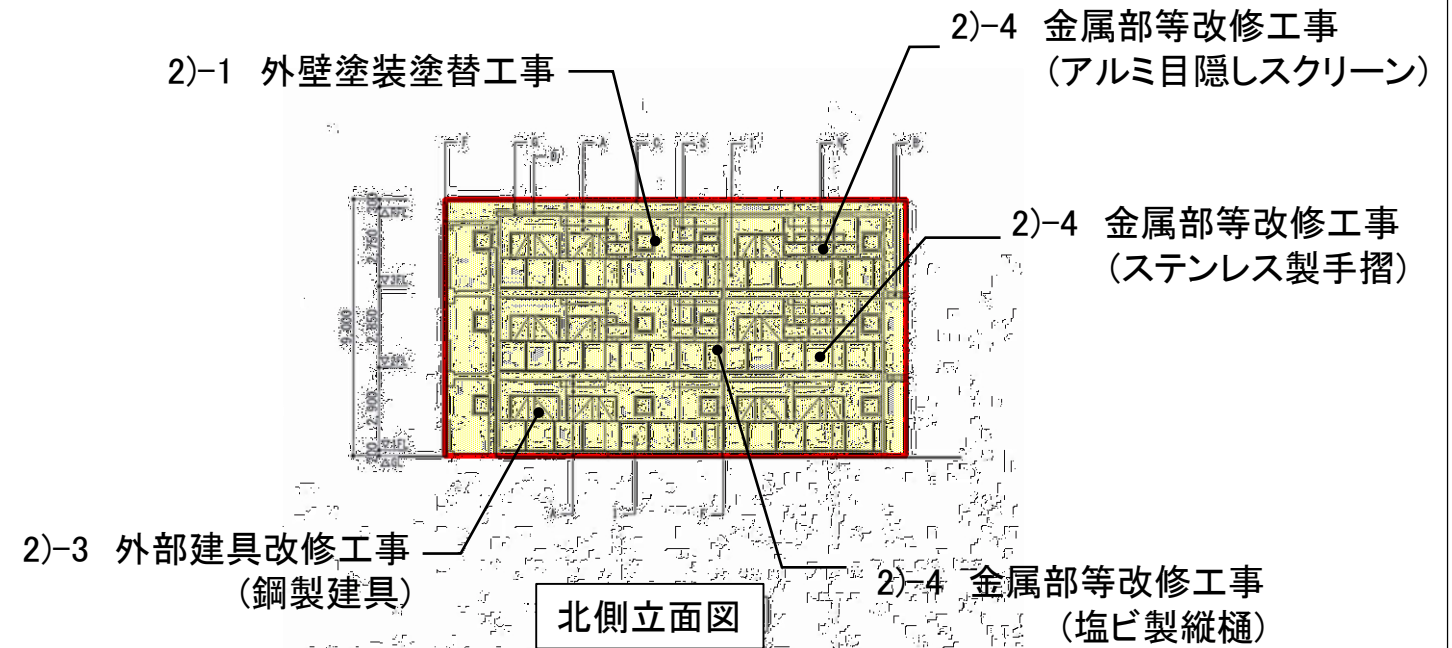 2)-4 金属部等改修工事
(アルミ目隠しスクリーン)
2)-1 外壁塗装塗替工事
2)-4 金属部等改修工事
(ステンレス製手摺)
2)-3 外部建具改修工事
(鋼製建具)
2)-4 金属部等改修工事
(塩ビ製縦樋)
北側立面図